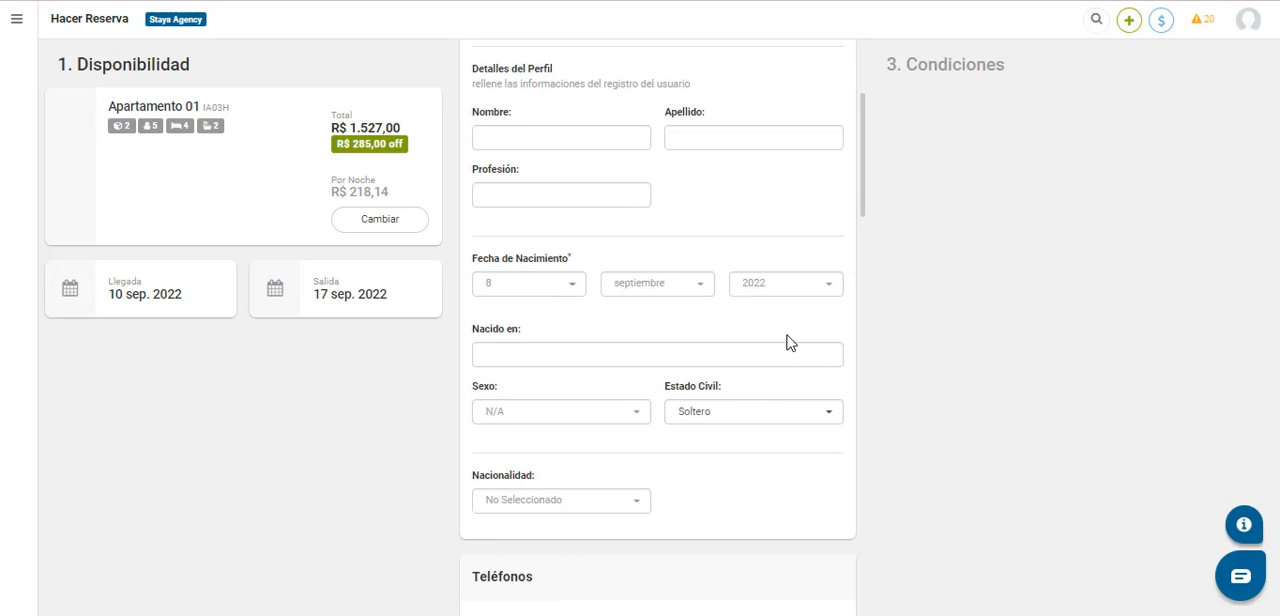 Hacer Reserva
Stays Agency
20
1. Disponibilidad
Apartamento 01 IA03H
2
5
4
2
Total
R$ 1.527,00
R$ 285,00 off
Por Noche
R$ 218,14
Cambiar
Llegada
10 sep. 2022
Salida
17 sep. 2022
Detalles del Perfil
rellene las informaciones del registro del usuario
Nombre:
Apellido:
Profesión:
Fecha de Nacimiento*
8
septiembre
2022
Nacido en:
Sexo:
Estado Civil:
N/A
Soltero
Nacionalidad:
No Seleccionado
Teléfonos
3. Condiciones